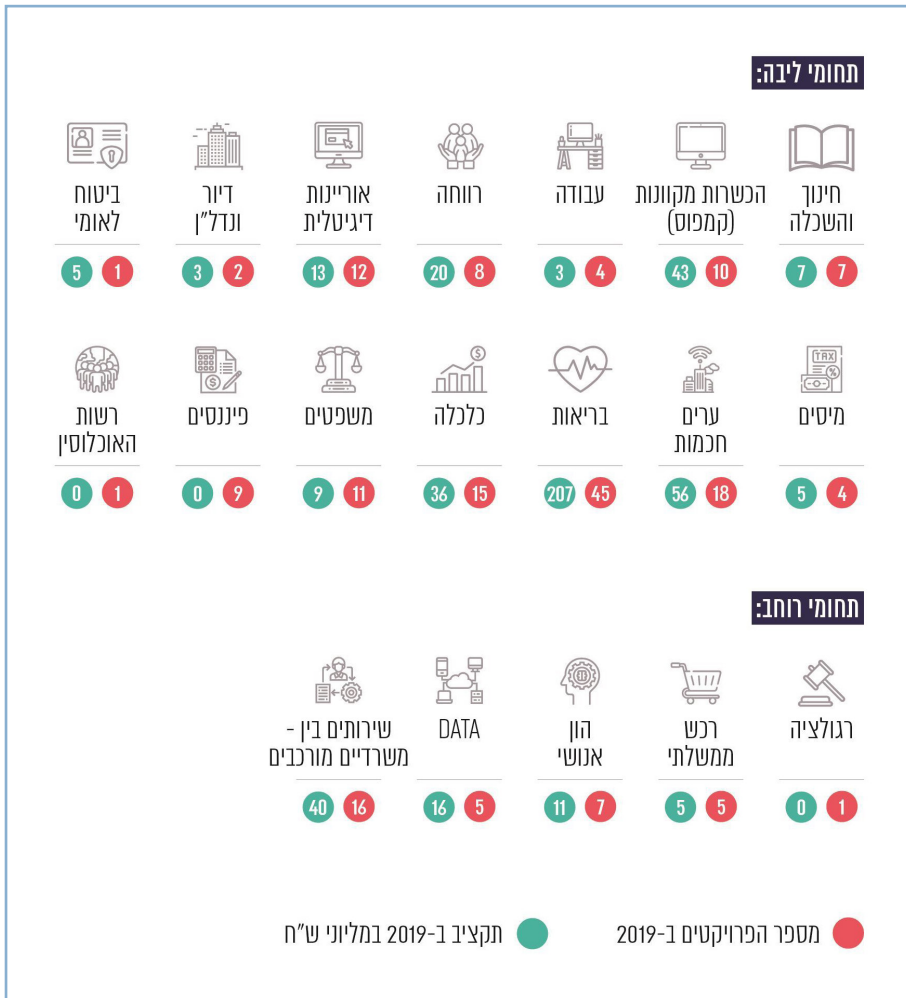 תחומי ליבה:
חינוך
והשכלה
7 7
הכשרות מקוונות
(קמפוס)
10 43
עבודה
4 3
רווחה
8 20
אוריינות
דיגיטלית
12 13
דיור
ונדל"ן
2 3
ביטוח
לאומי
1 5
TAX
מיסים
4 5
ערים
חכמות
18 56
בריאות
45 207
כלכלה
15 36
משפטים
11 9
פיננסים
9 0
רשות
האוכלוסין
1 0
תחומי רוחב:
רגולציה
1 0
רכש
ממשלתי
5 5
הון
אנושי
7 11
DATA
5 16
שירותים בין -
משרדיים מורכבים
16 40
מספר הפרויקטים ב-2019
תקציב ב-2019 במליוני ש"ח